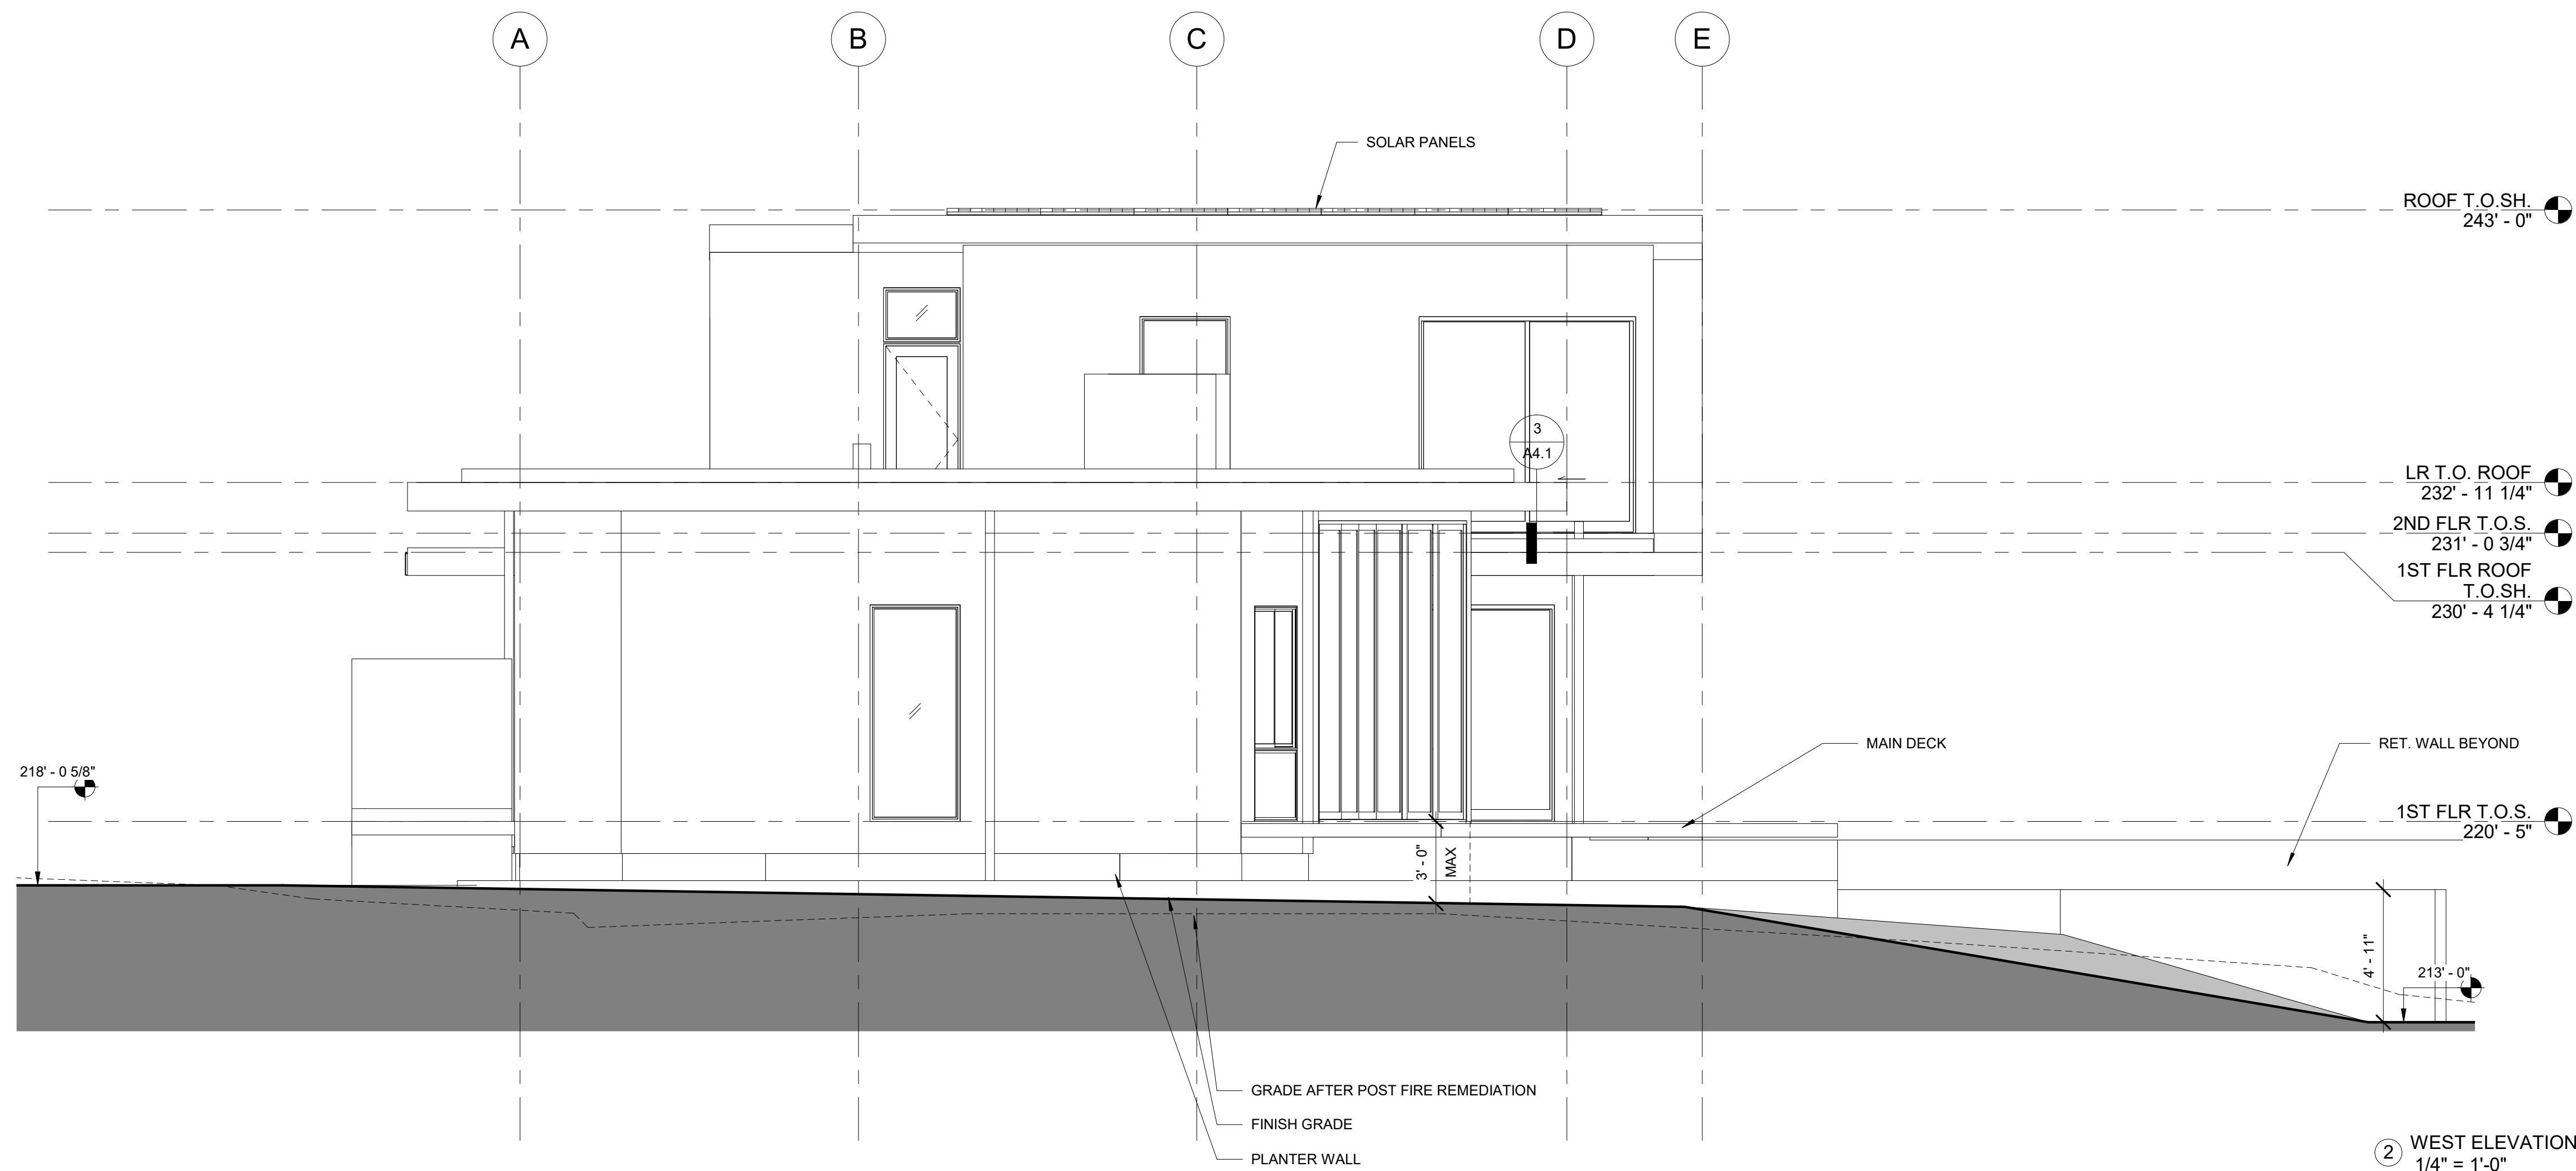 A
B
C
D
E
SOLAR PANELS
ROOF T.O.SH.
243' - 0"
3
A4.1
LR T.O. ROOF
232' - 11 1/4"
2ND FLR T.O.S.
231' - 0 3/4"
1ST FLR ROOF
T.O.SH.
230' - 4 1/4"
MAIN DECK
RET. WALL BEYOND
218' - 0 5/8"
1ST FLR T.O.S.
220' - 5"
3' - 0"
MAX
4' - 11"
213' - 0"
GRADE AFTER POST FIRE REMEDIATION
FINISH GRADE
PLANTER WALL
2
WEST ELEVATION
1/4" = 1'-0"